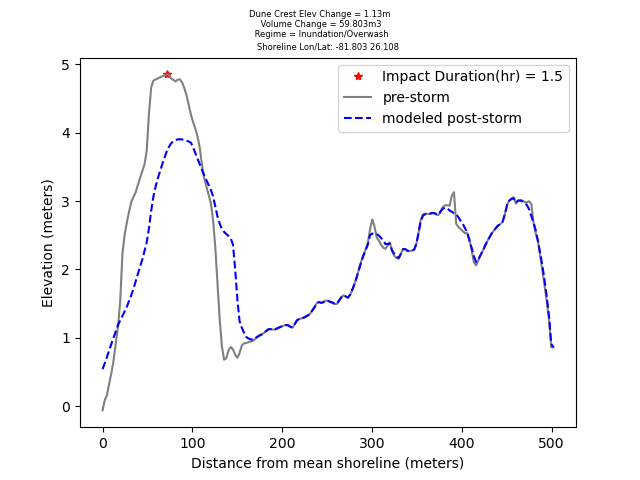 Dune Crest Elev Change = 1.13m
Volume Change = 59.803m3
Regime = Inundation/Overwash
Shoreline Lon/Lat: -81.803 26.108
Impact Duration(hr) = 1.5
pre-storm
modeled post-storm
Elevation (meters)
5
4
3
2
1
0
0 100 200 300 400 500
Distance from mean shoreline (meters)